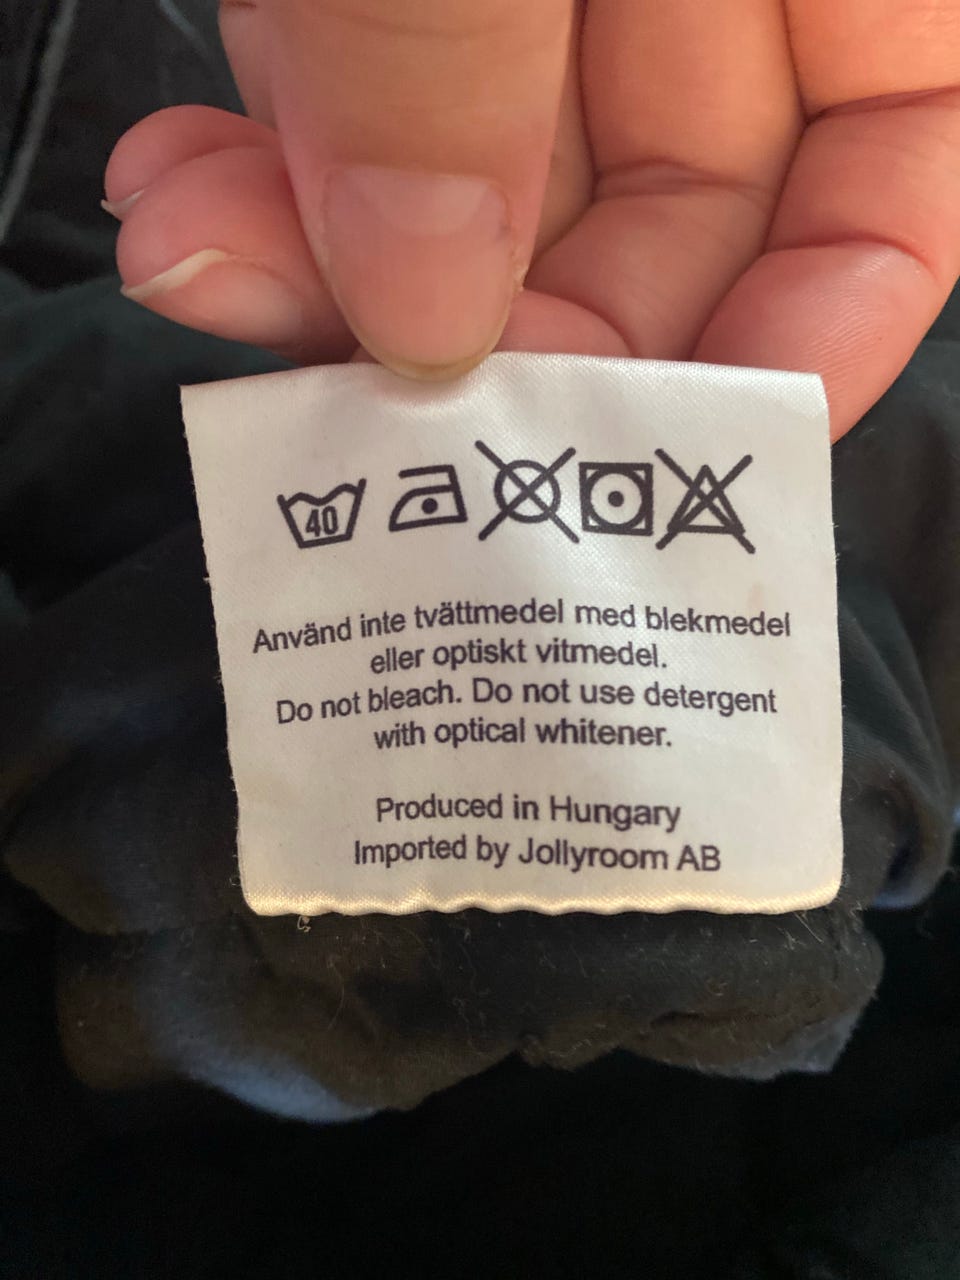 40
Använd inte tvättmedel med blekmedel
eller optiskt vitmedel.
Do not bleach. Do not use detergent
with optical whitener.
Produced in Hungary
Imported by Jollyroom AB